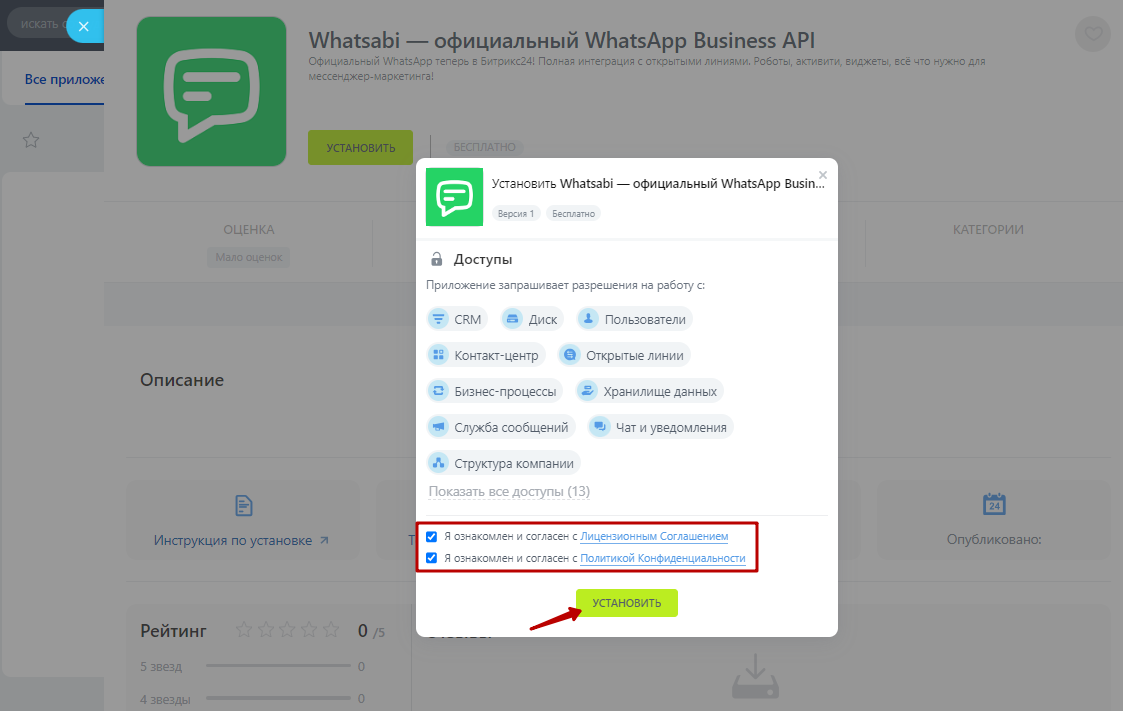 искать
Все приложе
Whatsabi — официальный WhatsApp Business API
Официальный WhatsApp теперь в Битрикс24! Полная интеграция с открытыми линиями. Роботы, активити, виджеты, всё что нужно для
мессенджер-маркетинга!
УСТАНОВИТЬ
БЕСПЛАТНО
Установить Whatsabi — официальный WhatsApp Busin...
Версия 1
Бесплатно
ОЦЕНКА
Мало оценок
КАТЕГОРИИ
Доступы
Приложение запрашивает разрешения на работу с:
CRM
Диск
Пользователи
Контакт-центр
Открытые линии
Бизнес-процессы
Хранилище данных
Служба сообщений
Чат и уведомления
Структура компании
Показать все доступы (13)
Описание
Я ознакомлен и согласен с Лицензионным Соглашением
Я ознакомлен и согласен с Политикой Конфиденциальности
24
Инструкция по установке
Опубликовано:
УСТАНОВИТЬ
Рейтинг
0 /5
5 звезд
0
4 звезды
0